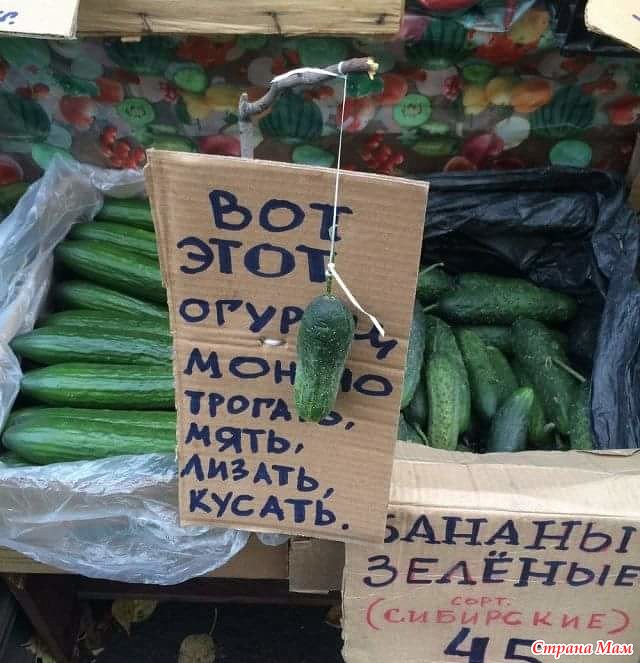 ВОТ
ЭТОТ
ОГУРЕЦ
МОЖНО
ТРОГАТЬ,
МЯТЬ,
ЛИЗАТЬ,
КУСАТЬ.
БАНАНЫ
ЗЕЛЁНЫЕ
СОРТ.
(СИБИРСКИЕ)
45
Страна Мам